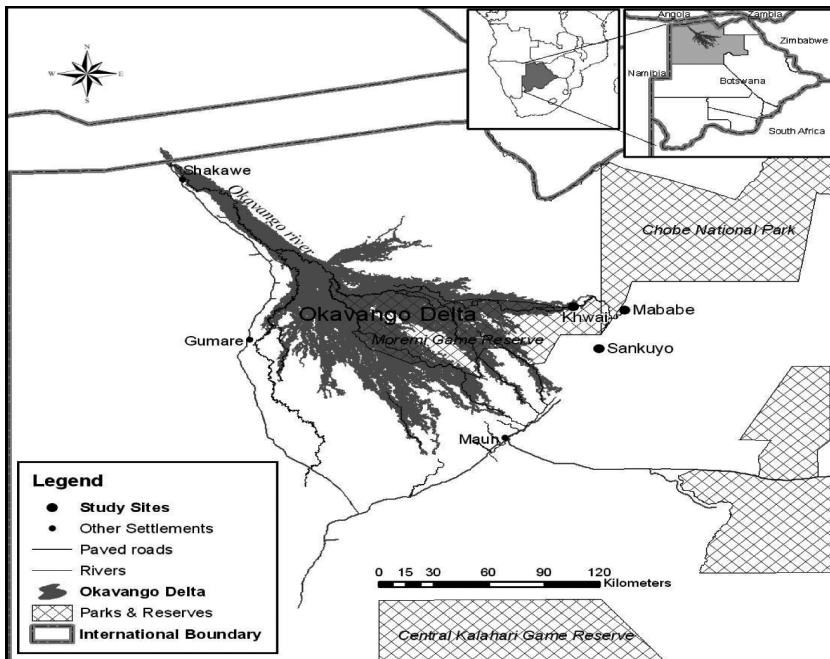 N
W E
S
Angola
Zambia
Zimbabwe
Namibia
Botswana
South Africa
Shakawe
Okavango river
Chobe National Park
Okavango Delta
Khwai
Mababe
Moremi Game Reserve
Gumare
Sankuyo
Maun
Legend
Study Sites
Other Settlements
Paved roads
Rivers
Okavango Delta
Parks & Reserves
International Boundary
0 15 30 60 90 120
Kilometers
Central Kalahari Game Reserve